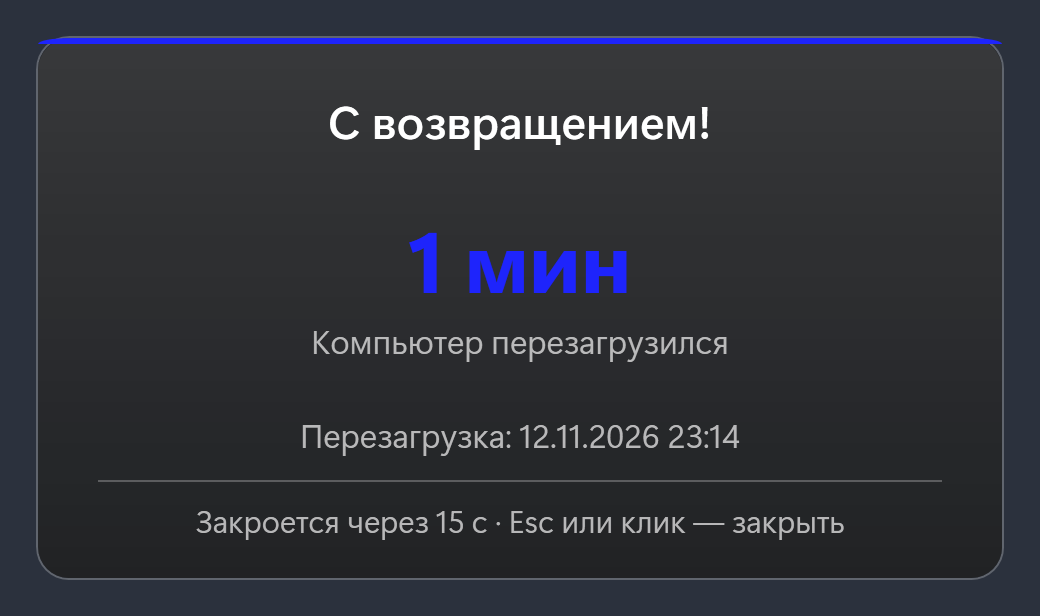 С возвращением!
1 мин
Компьютер перезагрузился
Перезагрузка: 12.11.2026 23:14
Закроется через 15 с · Esc или клик — закрыть